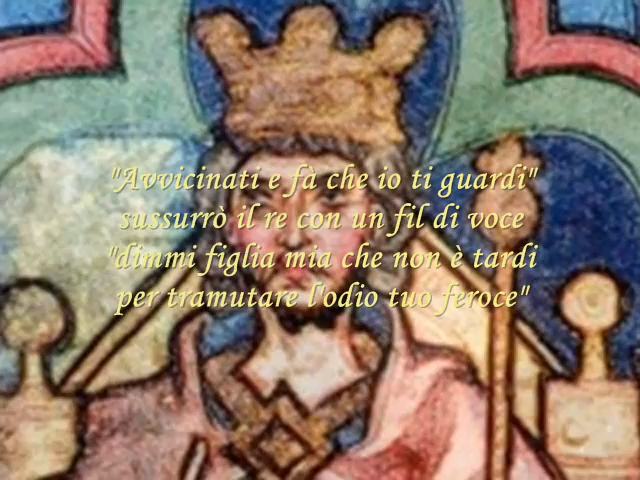 "Avvicinati e fà che io ti guardi"
sussurrò il re con un fil di voce
"dimmi figlia mia che non è tardi
per tramutare l'odio tuo feroce"